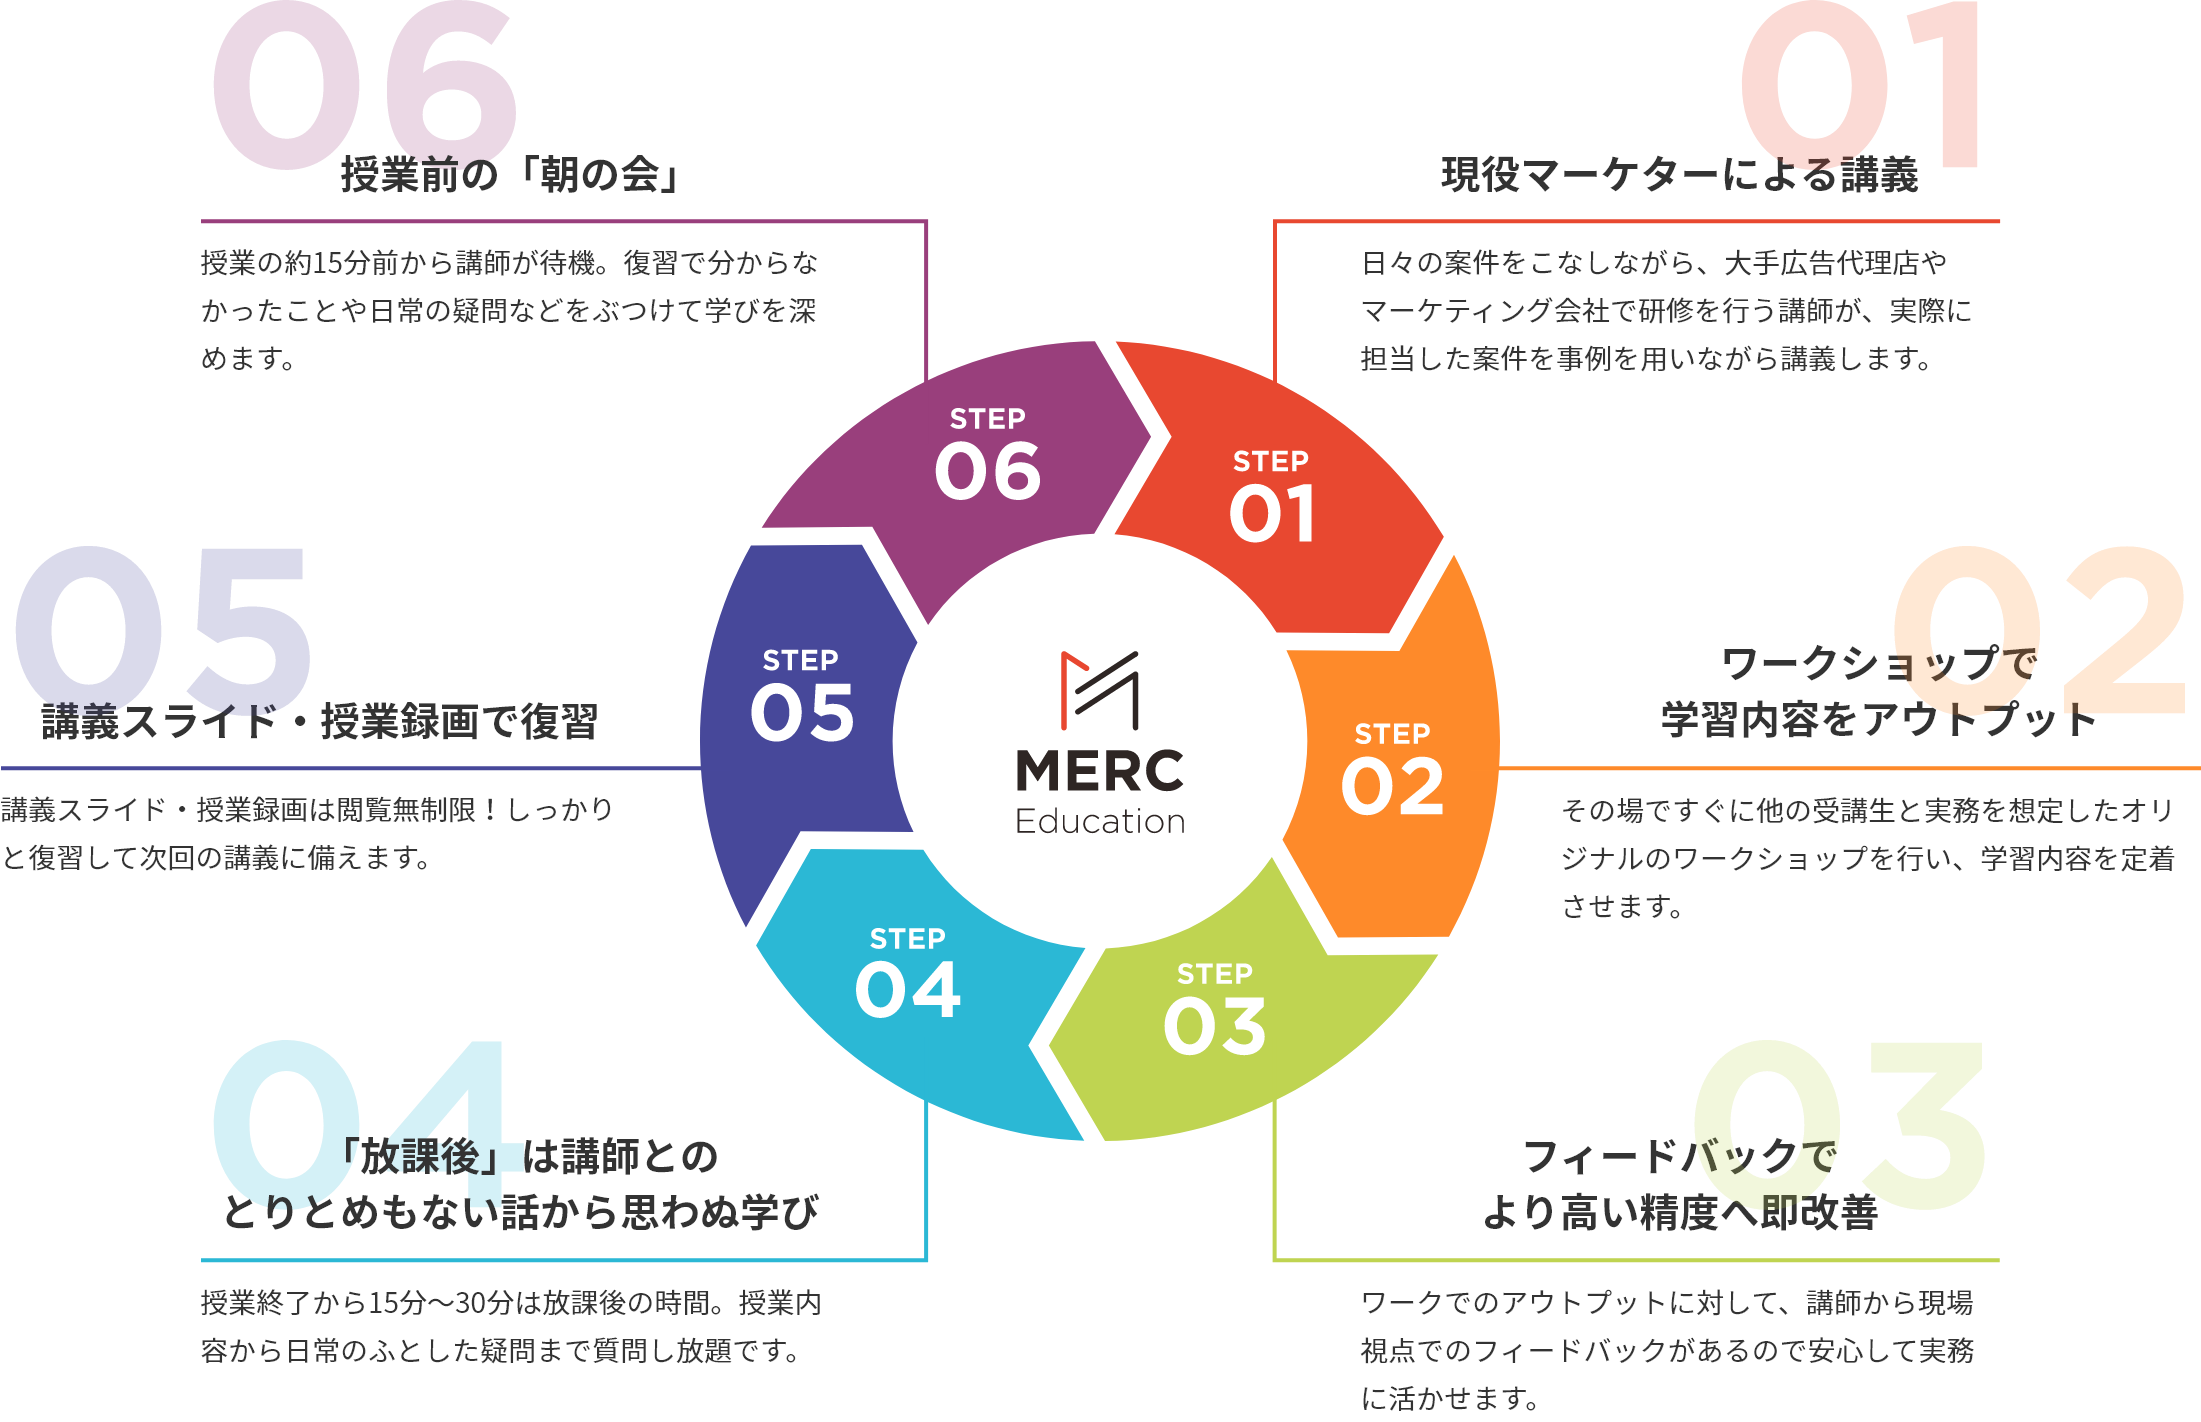 06
授業前の「朝の会」
授業の約15分前から講師が待機。復習で分からな
かったことや日常の疑問などをぶつけて学びを深
めます。
01
現役マーケターによる講義
日々の案件をこなしながら、大手広告代理店や
マーケティング会社で研修を行う講師が、実際に
担当した案件を事例を用いながら講義します。
STEP
06
STEP
01
05
講義スライド・授業録画で復習
講義スライド・授業録画は閲覧無制限！しっかり
と復習して次回の講義に備えます。
STEP
05
MERC
Education
STEP
02
02
ワークショップで
学習内容をアウトプット
その場ですぐに他の受講生と実務を想定したオリ
ジナルのワークショップを行い、学習内容を定着
させます。
STEP
04
STEP
03
04
「放課後」は講師との
とりとめもない話から思わぬ学び
授業終了から15分〜30分は放課後の時間。授業内
容から日常のふとした疑問まで質問し放題です。
03
フィードバックで
より高い精度へ即改善
ワークでのアウトプットに対して、講師から現場
視点でのフィードバックがあるので安心して実務
に活かせます。